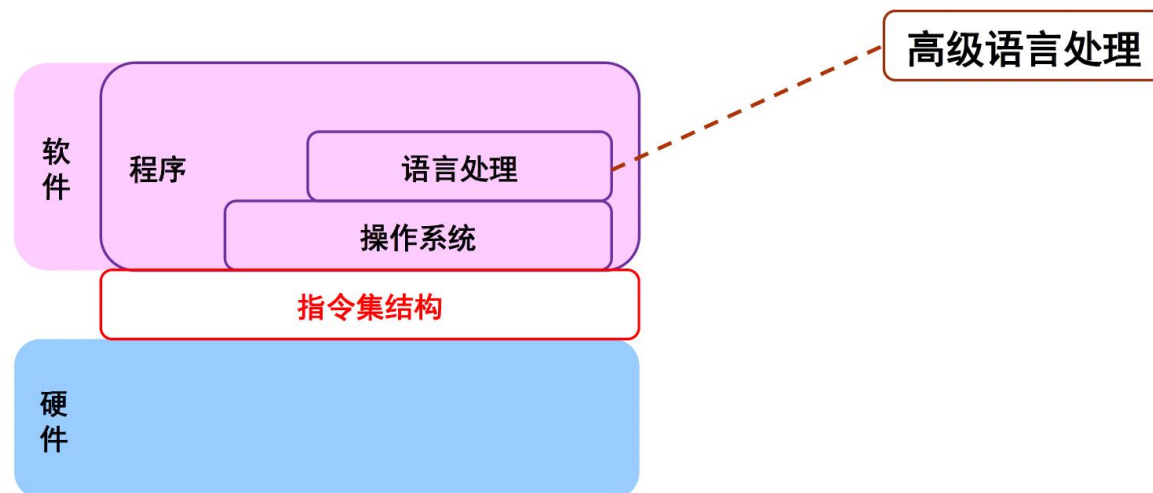 高级语言处理
软件
程序
语言处理
操作系统
指令集结构
硬件